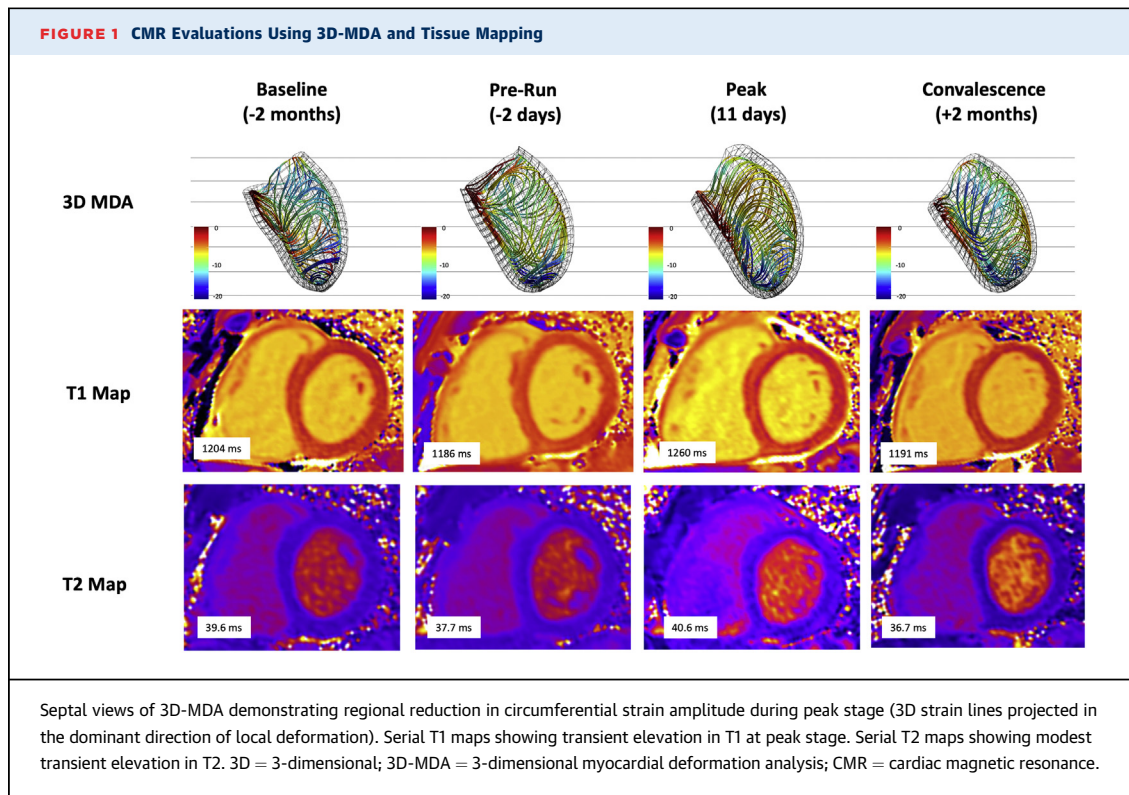 FIGURE 1 CMR Evaluations Using 3D-MDA and Tissue Mapping
Baseline
(-2 months)
Pre-Run
(-2 days)
Peak
(11 days)
Convalescence
(+2 months)
3D MDA
0
-10
-20
0
-10
-20
0
-10
-20
0
-10
-20
T1 Map
1204 ms
1186 ms
1260 ms
1191 ms
T2 Map
39.6 ms
37.7 ms
40.6 ms
36.7 ms
Septal views of 3D-MDA demonstrating regional reduction in circumferential strain amplitude during peak stage (3D strain lines projected in
the dominant direction of local deformation). Serial T1 maps showing transient elevation in T1 at peak stage. Serial T2 maps showing modest
transient elevation in T2. 3D = 3-dimensional; 3D-MDA = 3-dimensional myocardial deformation analysis; CMR = cardiac magnetic resonance.